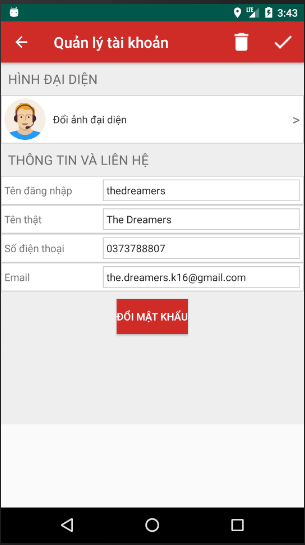 LTE 3:43
Quản lý tài khoản
HÌNH ĐẠI DIỆN
Đổi ảnh đại diện >
THÔNG TIN VÀ LIÊN HỆ
Tên đăng nhập thedreamers
Tên thật The Dreamers
Số điện thoại 0373788807
Email the.dreamers.k16@gmail.com
ĐỔI MẬT KHẨU